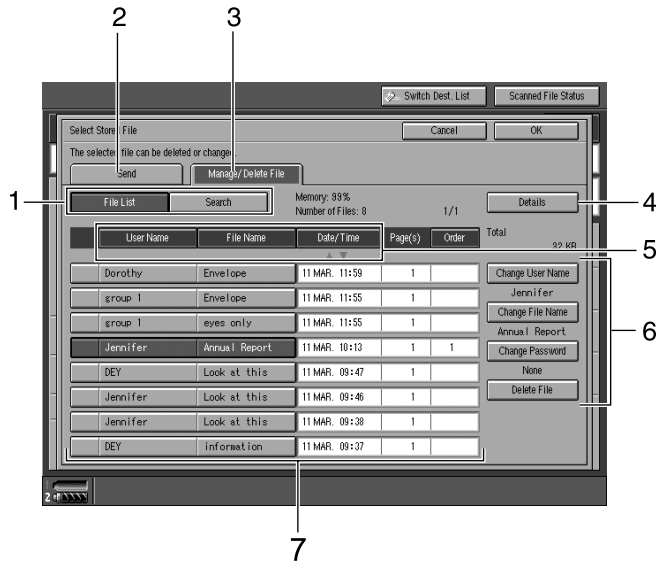 2 3
Switch Dest. List Scanned File Status
Select Stored File Cancel OK
The selected file can be deleted or changed
Send Manage/Delete File
1 File List Search Memory: 99% Details 4
Number of Files: 8 1/1
User Name File Name Date/Time Page(s) Order Total 5
32 KB
Dorothy Envelope 11 MAR. 11:59 1 Change User Name
group 1 Envelope 11 MAR. 11:55 1 Jennifer
Change File Name
group 1 eyes only 11 MAR. 11:55 1 Annual Report 6
Jennifer Annual Report 11 MAR. 10:13 1 1 Change Password
DEY Look at this 11 MAR. 09:47 1 None
Jennifer Look at this 11 MAR. 09:46 1 Delete File
Jennifer Look at this 11 MAR. 09:38 1
DEY information 11 MAR. 09:37 1
2
7